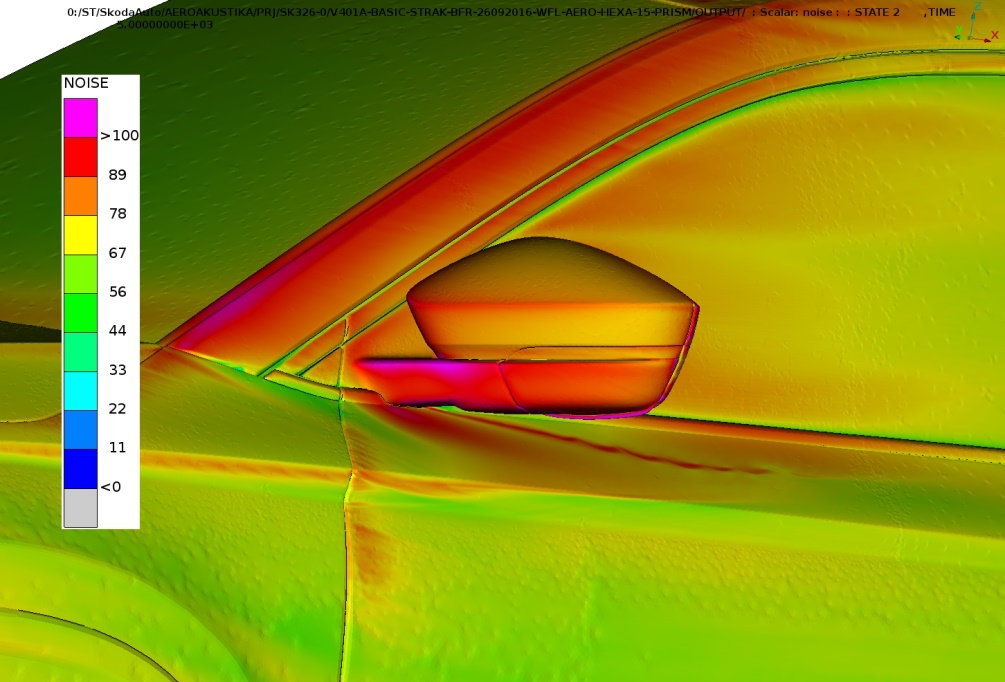 0:/ST/SkodaAuto/AEROAKUSTIKA/PRJ/SK326-0/V401A-BASIC-STRAK-BFR-26092016-WFL-AERO-HEXA-15-PRISM/OUTPUT/ : Scalar: noise : : STATE 2 ,TIME
5.00000000E+03
Z
Y X
NOISE
>100
89
78
67
56
44
33
22
11
<0